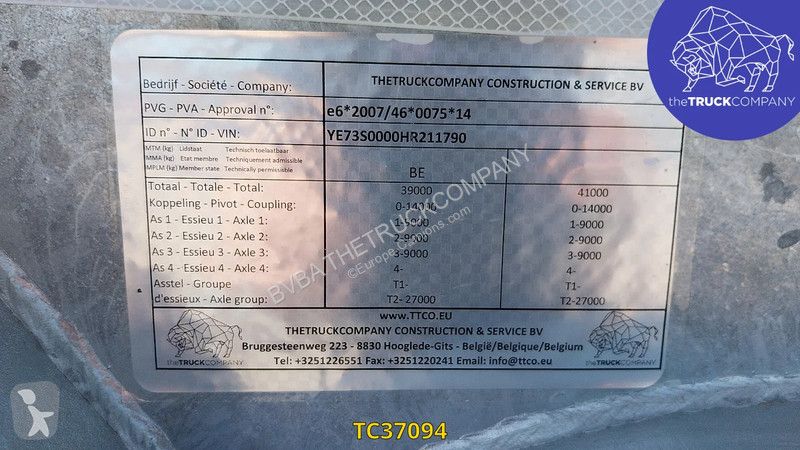 theTRUCKCOMPANY
Bedrijf - Société - Company: THETRUCKCOMPANY CONSTRUCTION & SERVICE BV
PVG - PVA - Approval n°: e6*2007/46*0075*14
ID n° - N° ID - VIN: YE73S0000HR211790
MTM (kg) Lidstaat Technisch toelaatbaar
MMA (kg) Etat membre Techniquement admissible
MPLM (kg) Member state Technically permissible
BE
Totaal - Totale - Total: 39000 41000
Koppeling - Pivot - Coupling: 0-14000 0-14000
As 1 - Essieu 1 - Axle 1: 1-9000 1-9000
As 2 - Essieu 2 - Axle 2: 2-9000 2-9000
As 3 - Essieu 3 - Axle 3: 3-9000 3-9000
As 4 - Essieu 4 - Axle 4: 4- 4-
Asstel - Groupe T1- T1-
d'essieux - Axle group: T2- 27000 T2-27000
BVBA THETRUCKCOMPANY
WWW.TTCO.EU
THETRUCKCOMPANY CONSTRUCTION & SERVICE BV
Bruggesteenweg 223 - 8830 Hooglede-Gits - België/Belgique/Belgium
Tel: +3251226551 Fax: +3251220241 Email: info@ttco.eu
theTRUCKCOMPANY
theTRUCKCOMPANY
TC37094